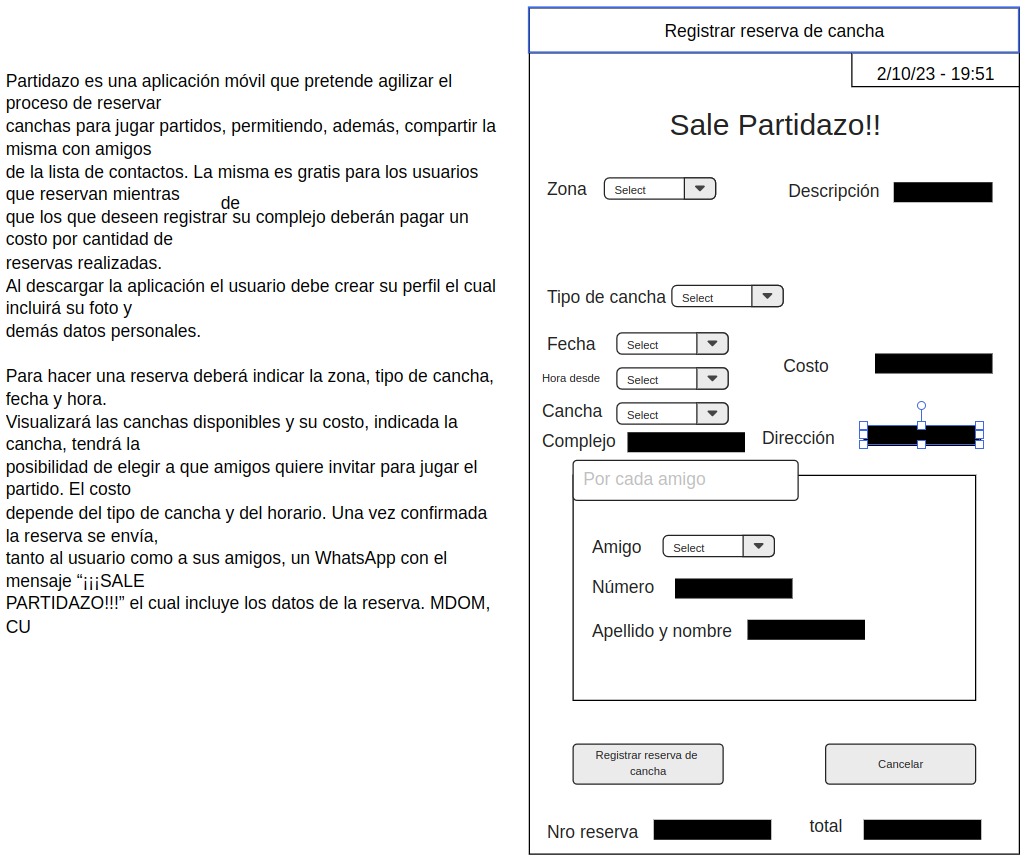 Partidazo es una aplicación móvil que pretende agilizar el
proceso de reservar
canchas para jugar partidos, permitiendo, además, compartir la
misma con amigos
de la lista de contactos. La misma es gratis para los usuarios
que reservan mientras
de
que los que deseen registrar su complejo deberán pagar un
costo por cantidad de
reservas realizadas.
Al descargar la aplicación el usuario debe crear su perfil el cual
incluirá su foto y
demás datos personales.
Para hacer una reserva deberá indicar la zona, tipo de cancha,
fecha y hora.
Visualizará las canchas disponibles y su costo, indicada la
cancha, tendrá la
posibilidad de elegir a que amigos quiere invitar para jugar el
partido. El costo
depende del tipo de cancha y del horario. Una vez confirmada
la reserva se envía,
tanto al usuario como a sus amigos, un WhatsApp con el
mensaje “¡¡¡SALE
PARTIDAZO!!!” el cual incluye los datos de la reserva. MDOM,
CU
Registrar reserva de cancha
2/10/23 - 19:51
Sale Partidazo!!
Zona Select Descripción
Tipo de cancha Select
Fecha Select
Costo
Hora desde Select
Cancha Select
Complejo Dirección
Por cada amigo
Amigo Select
Número
Apellido y nombre
Registrar reserva de
cancha
Cancelar
Nro reserva total